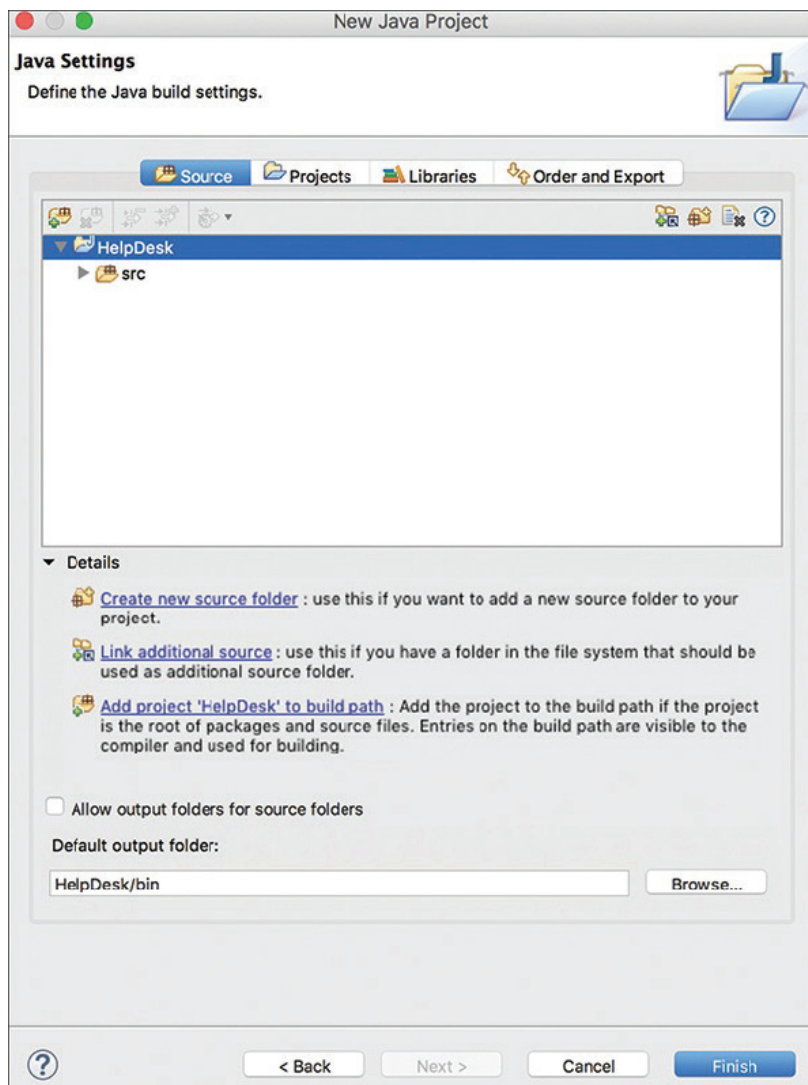 New Java Project
Java Settings
Define the Java build settings.
Source
Projects
Libraries
Order and Export
HelpDesk
src
Details
Create new source folder : use this if you want to add a new source folder to your
project.
Link additional source : use this if you have a folder in the file system that should be
used as additional source folder.
Add project 'HelpDesk' to build path : Add the project to the build path if the project
is the root of packages and source files. Entries on the build path are visible to the
compiler and used for building.
Allow output folders for source folders
Default output folder:
HelpDesk/bin
Browse...
< Back
Next >
Cancel
Finish